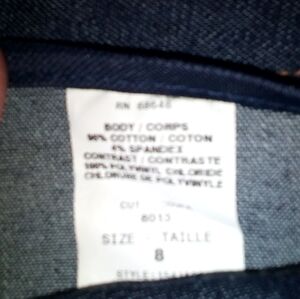 RN 88648
BODY / CORPS
96% COTTON / COTON
4% SPANDEX
CONTRAST / CONTRASTE
100% POLYVINYL CHLORIDE
CHLORURE DE POLYVINYLE
CUT
8013
SIZE TAILLE
8
STYLE: